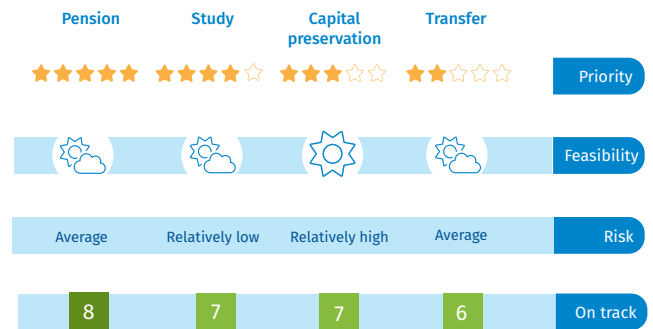 Pension Study Capital preservation Transfer
Priority
Feasibility
Average Relatively low Relatively high Average Risk
8 7 7 6 On track